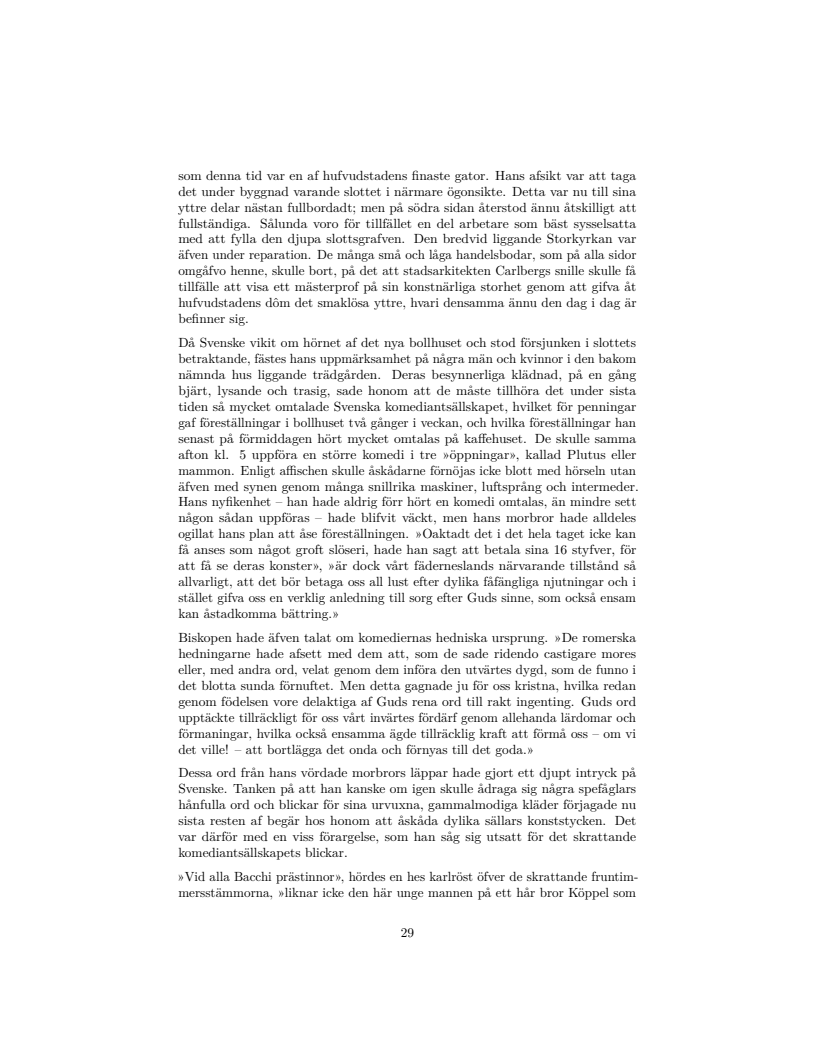 som denna tid var en af hufvudstadens finaste gator. Hans afsikt var att taga
det under byggnad varande slottet i närmare ögonsikte. Detta var nu till sina
yttre delar nästan fullbordadt; men på södra sidan återstod ännu åtskilligt att
fullständiga. Sålunda voro för tillfället en del arbetare som bäst sysselsatta
med att fylla den djupa slottsgrafven. Den bredvid liggande Storkyrkan var
äfven under reparation. De många små och låga handelsbodar, som på alla sidor
omgåfvo henne, skulle bort, på det att stadsarkitekten Carlbergs snille skulle få
tillfälle att visa ett mästerprof på sin konstnärliga storhet genom att gifva åt
hufvudstadens dôm det smaklösa yttre, hvari densamma ännu den dag i dag är
befinner sig.
Då Svenske vikit om hörnet af det nya bollhuset och stod försjunken i slottets
betraktande, fästes hans uppmärksamhet på några män och kvinnor i den bakom
nämnda hus liggande trädgården. Deras besynnerliga klädnad, på en gång
bjärt, lysande och trasig, sade honom att de måste tillhöra det under sista
tiden så mycket omtalade Svenska komediantsällskapet, hvilket för penningar
gaf föreställningar i bollhuset två gånger i veckan, och hvilka föreställningar han
senast på förmiddagen hört mycket omtalas på kaffehuset. De skulle samma
afton kl. 5 uppföra en större komedi i tre »öppningar», kallad Plutus eller
mammon. Enligt affischen skulle åskådarne förnöjas icke blott med hörseln utan
äfven med synen genom många snillrika maskiner, luftsprång och intermeder.
Hans nyfikenhet – han hade aldrig förr hört en komedi omtalas, än mindre sett
någon sådan uppföras – hade blifvit väckt, men hans morbror hade alldeles
ogillat hans plan att åse föreställningen. »Oaktadt det i det hela taget icke kan
få anses som något groft slöseri, hade han sagt att betala sina 16 styfver, för
att få se deras konster», »är dock vårt fäderneslands närvarande tillstånd så
allvarligt, att det bör betaga oss all lust efter dylika fåfängliga njutningar och i
stället gifva oss en verklig anledning till sorg efter Guds sinne, som också ensam
kan åstadkomma bättring.»
Biskopen hade äfven talat om komediernas hedniska ursprung. »De romerska
hedningarne hade afsett med dem att, som de sade ridendo castigare mores
eller, med andra ord, velat genom dem införa den utvärtes dygd, som de funno i
det blotta sunda förnuftet. Men detta gagnade ju för oss kristna, hvilka redan
genom födelsen vore delaktiga af Guds rena ord till rakt ingenting. Guds ord
upptäckte tillräckligt för oss vårt invärtes fördärf genom allehanda lärdomar och
förmaningar, hvilka också ensamma ägde tillräcklig kraft att förmå oss – om vi
det ville! – att bortlägga det onda och förnyas till det goda.»
Dessa ord från hans vördade morbrors läppar hade gjort ett djupt intryck på
Svenske. Tanken på att han kanske om igen skulle ådraga sig några spefåglars
hånfulla ord och blickar för sina urvuxna, gammalmodiga kläder förjagade nu
sista resten af begär hos honom att åskåda dylika sällars konststycken. Det
var därför med en viss förargelse, som han såg sig utsatt för det skrattande
komediantsällskapets blickar.
»Vid alla Bacchi prästinnor», hördes en hes karlröst öfver de skrattande fruntim-
mersstämmorna, »liknar icke den här unge mannen på ett hår bror Köppel som
29